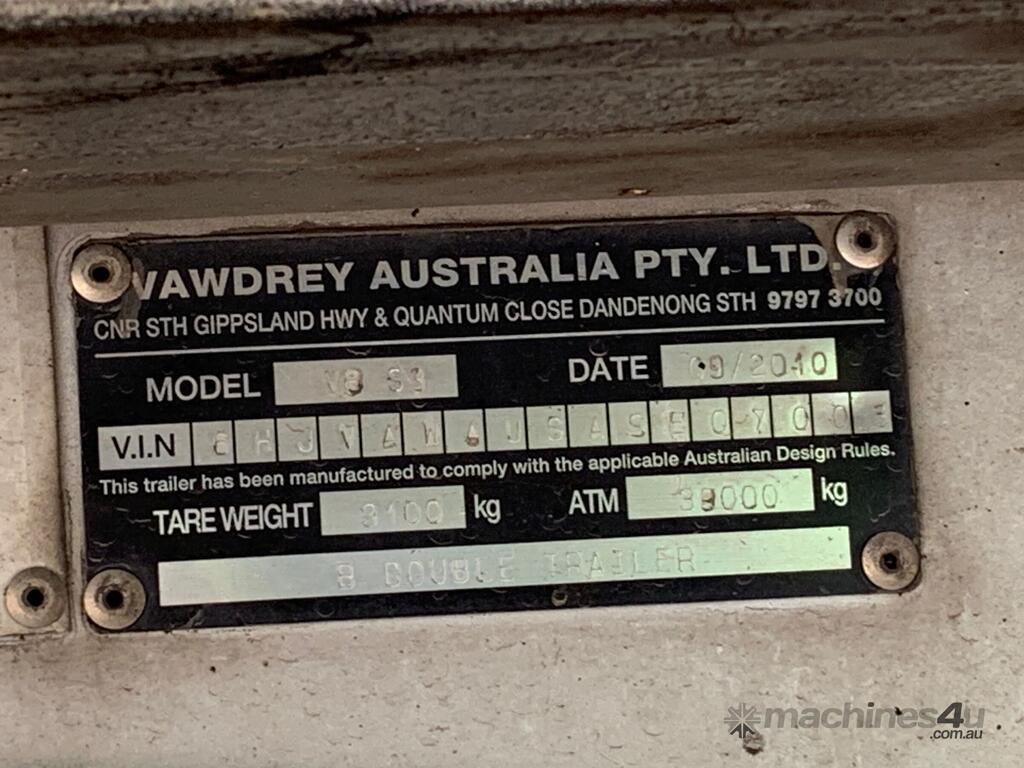 VAWDREY AUSTRALIA PTY. LTD.
CNR STH GIPPSLAND HWY & QUANTUM CLOSE DANDENONG STH 9797 3700
MODEL DATE 09/2010
V.I.N
This trailer has been manufactured to comply with the applicable Australian Design Rules.
TARE WEIGHT kg ATM kg
B DOUBLE TRAILER
machines4u
.com.au